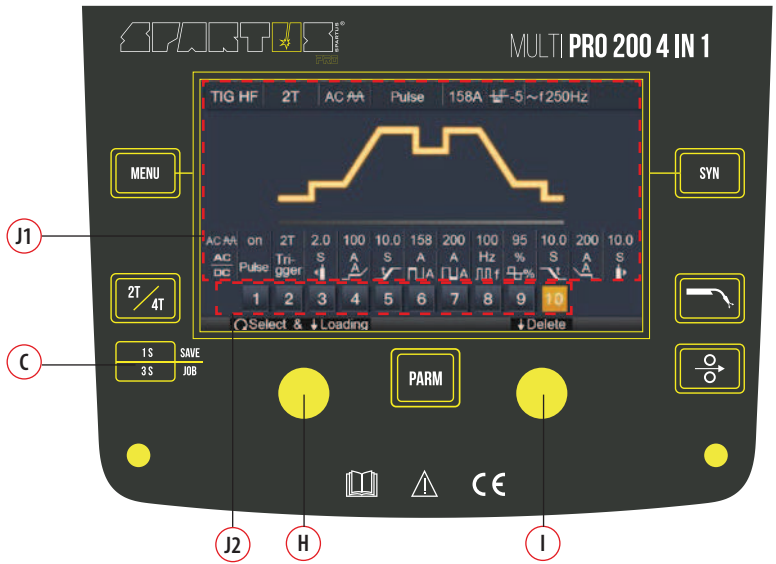 SPARTUS®
SPARTUS
PRO
MULTI PRO 200 4 IN 1
TIG HF 2T AC Pulse 158A -5 ~f250Hz
MENU
SYN
J1
AC on 2T 2.0 100 10.0 158 200 100 95 10.0 200 10.0
AC DC Pulse Tri- gger S A S A A Hz % S A S
A A A f % A
2T/4T
1 2 3 4 5 6 7 8 9 10
Select & Loading Delete
C
1 S SAVE
3 S JOB
PARM
J2
H
I
CE